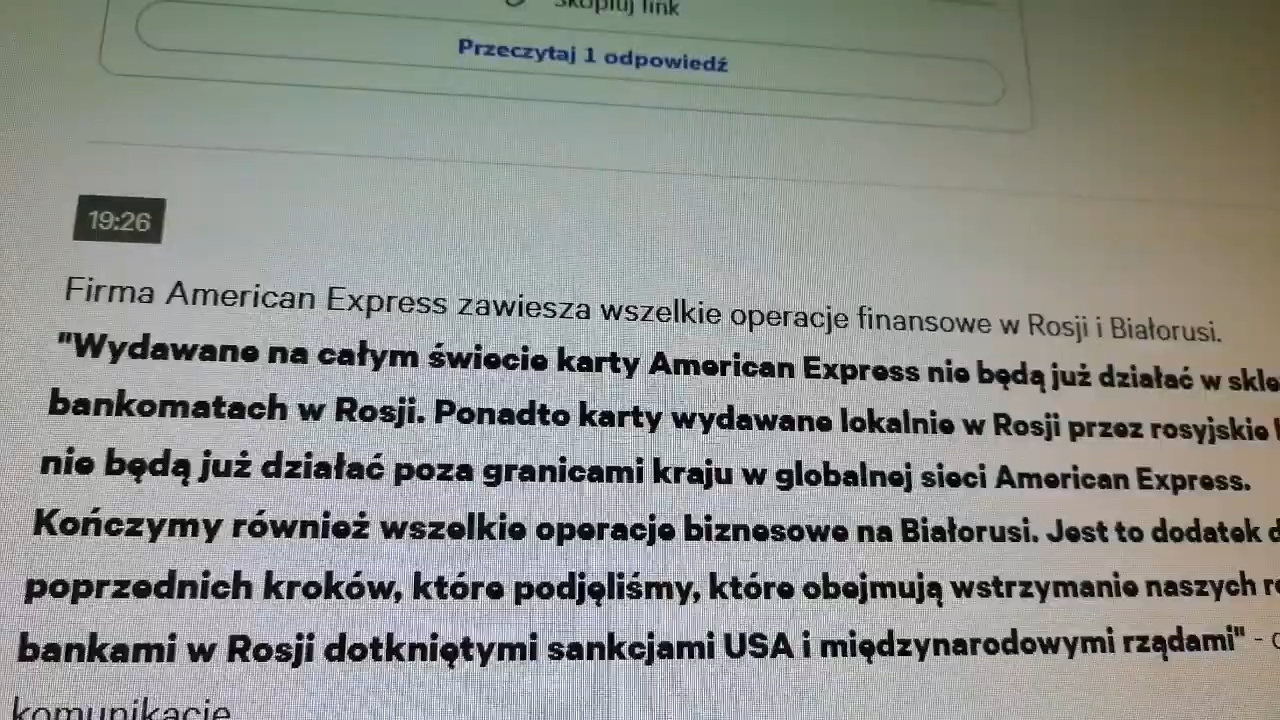 Skopiuj link
Przeczytaj 1 odpowiedź
19:26
Firma American Express zawiesza wszelkie operacje finansowe w Rosji i Białorusi.
"Wydawane na całym świecie karty American Express nie będą już działać w
bankomatach w Rosji. Ponadto karty wydawane lokalnie w Rosji przez rosyjskie
nie będą już działać poza granicami kraju w globalnej sieci American Express.
Kończymy również wszelkie operacje biznesowe na Białorusi. Jest to dodatek
poprzednich kroków, które podjęliśmy, które obejmują wstrzymanie naszych
bankami w Rosji dotkniętymi sankcjami USA i międzynarodowymi rządami" -
komunikacie